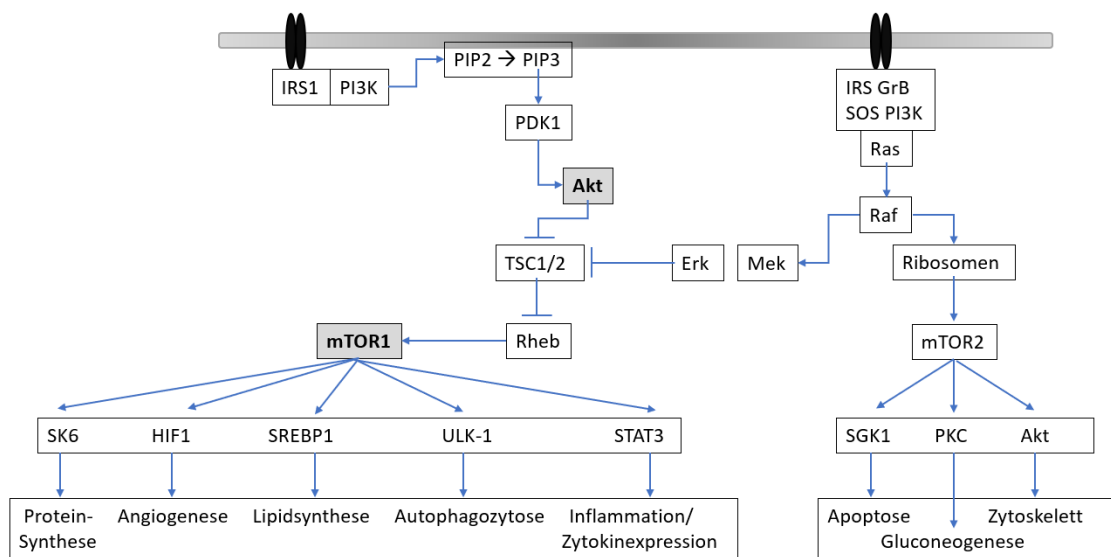 PIP2 → PIP3
IRS1 PI3K
IRS GrB
SOS PI3K
PDK1
Ras
Akt
Raf
TSC1/2
Erk
Mek
Ribosomen
mTOR1
Rheb
mTOR2
SK6 HIF1 SREBP1 ULK-1 STAT3
SGK1 PKC Akt
Protein-
Synthese
Angiogenese
Lipidsynthese
Autophagozytose
Inflammation/
Zytokinexpression
Apoptose
Zytoskelett
Gluconeogenese